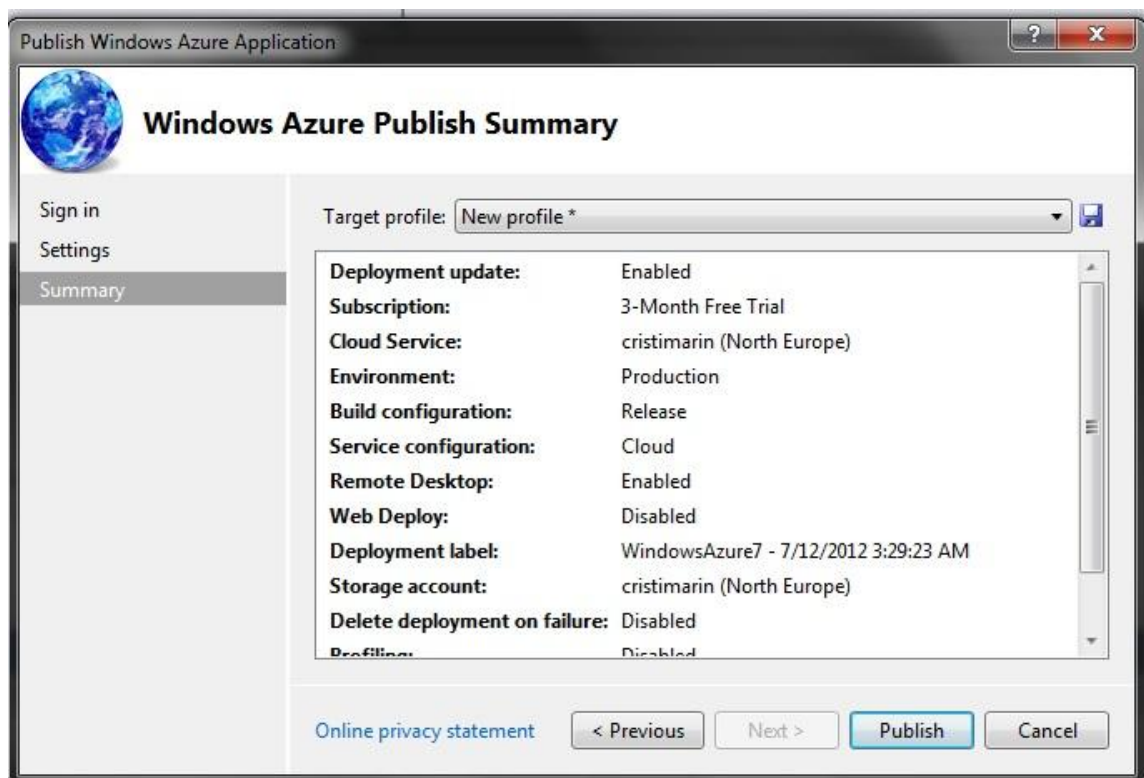 Publish Windows Azure Application
Windows Azure Publish Summary
Sign in
Settings
Summary
Target profile: New profile *
Deployment update: Enabled
Subscription: 3-Month Free Trial
Cloud Service: cristimarin (North Europe)
Environment: Production
Build configuration: Release
Service configuration: Cloud
Remote Desktop: Enabled
Web Deploy: Disabled
Deployment label: WindowsAzure7 - 7/12/2012 3:29:23 AM
Storage account: cristimarin (North Europe)
Delete deployment on failure: Disabled
Profiling: Disabled
Online privacy statement < Previous Next > Publish Cancel